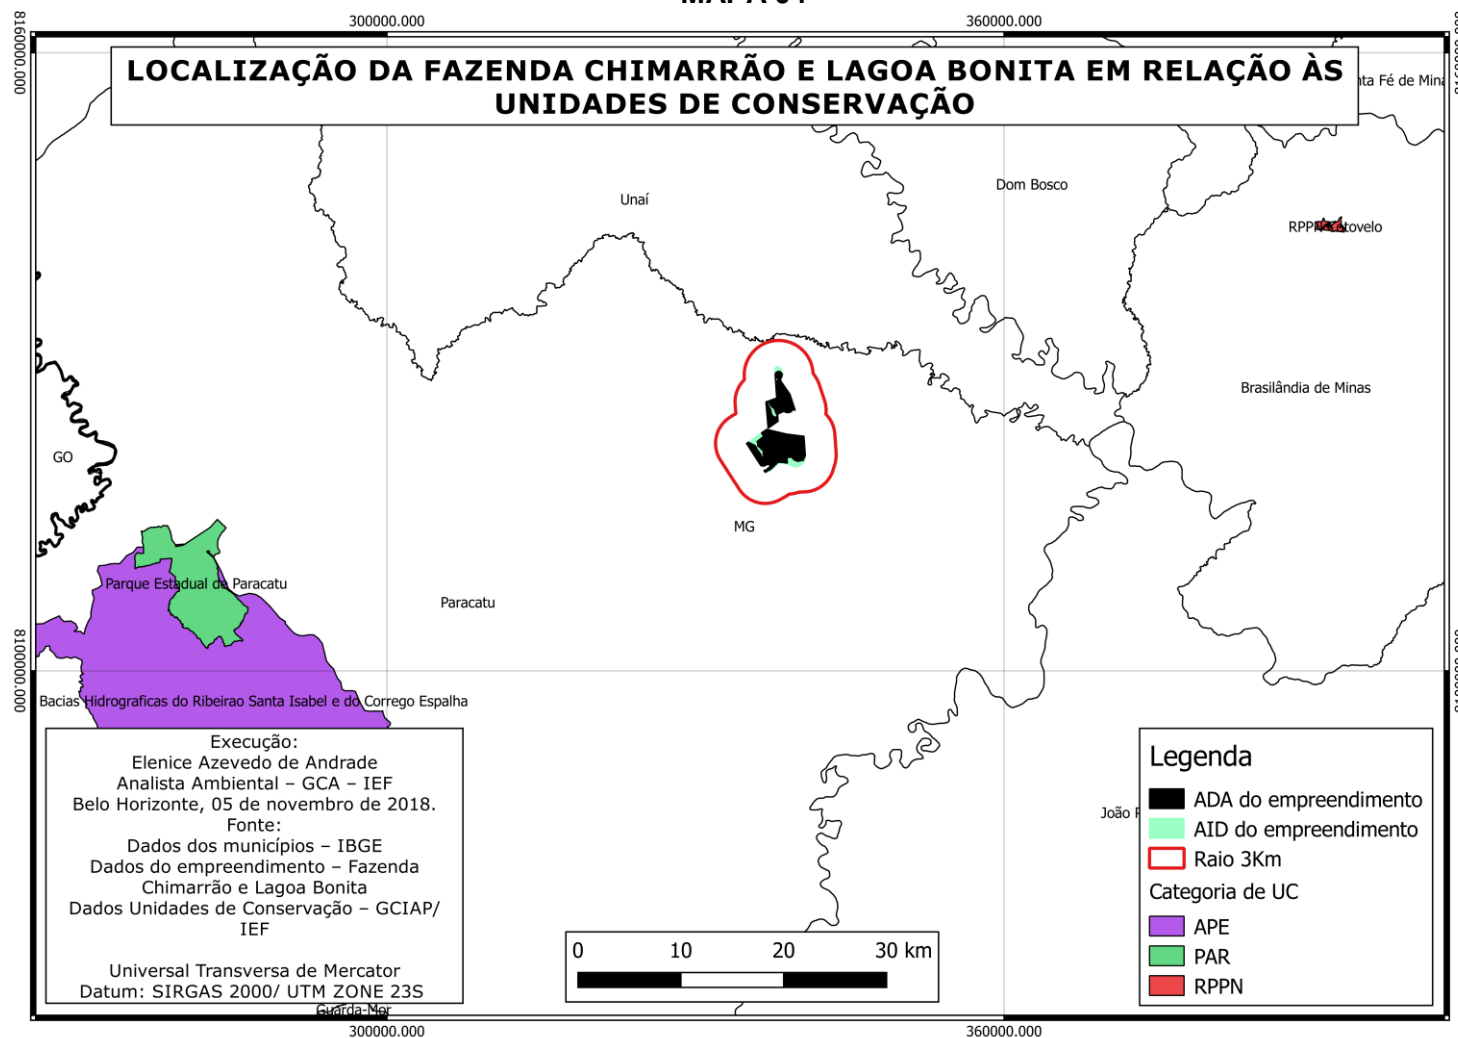 300000.000
360000.000
8160000.000
LOCALIZAÇÃO DA FAZENDA CHIMARRÃO E LAGOA BONITA EM RELAÇÃO ÀS
UNIDADES DE CONSERVAÇÃO
Unaí
Dom Bosco
Brasilândia de Minas
GO
MG
Parque Estadual de Paracatu
Paracatu
8100000.000
Bacias Hidrograficas do Ribeirao Santa Isabel e do Corrego Espalha
Execução:
Elenice Azevedo de Andrade
Analista Ambiental – GCA – IEF
Belo Horizonte, 05 de novembro de 2018.
Fonte:
Dados dos municípios – IBGE
Dados do empreendimento – Fazenda
Chimarrão e Lagoa Bonita
Dados Unidades de Conservação – GCIAP/
IEF
Universal Transversa de Mercator
Datum: SIRGAS 2000/ UTM ZONE 23S
Guarda-Mor
0 10 20 30 km
João
Legenda
ADA do empreendimento
AID do empreendimento
Raio 3Km
Categoria de UC
APE
PAR
RPPN
300000.000
360000.000